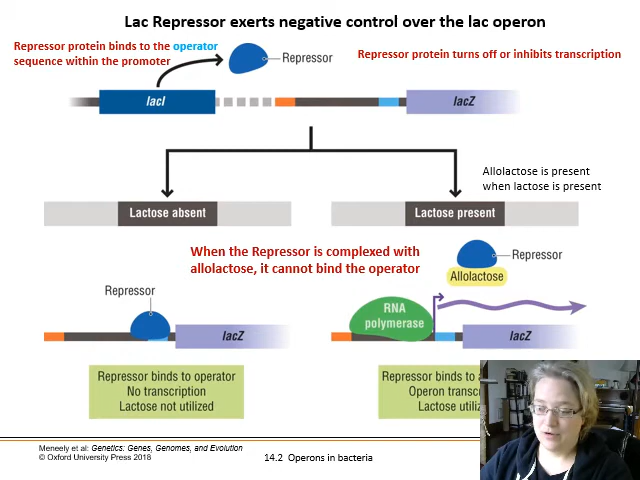 Lac Repressor exerts negative control over the lac operon
Repressor protein binds to the operator
sequence within the promoter
Repressor
Repressor protein turns off or inhibits transcription
lacI
lacZ
Allolactose is present
when lactose is present
Lactose absent
Lactose present
When the Repressor is complexed with
allolactose, it cannot bind the operator
Repressor
Allolactose
Repressor
RNA
polymerase
lacZ
lacZ
Repressor binds to operator
No transcription
Lactose not utilized
Repressor binds to
Operon
Lactose
Meneely et al: Genetics: Genes, Genomes, and Evolution
© Oxford University Press 2018
14.2 Operons in bacteria